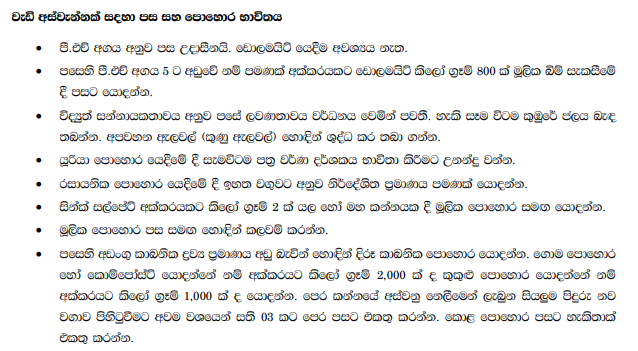 වැඩි අස්වැන්නක් සඳහා පස සහ පොහොර භාවිතය
• පී.එච් අගය අනුව පස උදාසීනයි. ඩොලමයිට් යෙදීම අවශ්‍යය නැත.
• පසෙහි පී.එච් අගය 5 ට අඩුවේ නම් පමණක් අක්කරයකට ඩොලමයිට් කිලෝ ග්‍රෑම් 800 ක් මූලික බිම් සැකසීමේ
දී පසට යොදන්න.
• විද්‍යුත් සන්නායකතාවය අනුව පසේ ලවණතාවය වර්ධනය වෙමින් පවතී. හැකි සෑම විටම කුඹුරේ ජලය බැඳ
තබන්න. අපවහන ඇලවල් (කුණු ඇලවල්) හොඳින් ශුද්ධ කර තබා ගන්න.
• යූරියා පොහොර යෙදීමේ දී සැමවිටම පත්‍ර වර්ණ දර්ශකය භාවිතා කිරීමට උනන්දු වන්න.
• රසායනික පොහොර යෙදීමේ දී ඉහත වගුවට අනුව නිර්දේශිත ප්‍රමාණය පමණක් යොදන්න.
• සින්ක් සල්පේට් අක්කරයකට කිලෝ ග්‍රෑම් 2 ක් යල හෝ මහ කන්නයක දී මූලික පොහොර සමඟ යොදන්න.
• මූලික පොහොර පස සමඟ හොඳින් කලවම් කරන්න.
• පසෙහි අඩංගු කාබනික ද්‍රව්‍ය ප්‍රමාණය අඩු බැවින් හොඳින් දිරූ කාබනික පොහොර යොදන්න. ගොම පොහොර
හෝ කොම්පෝස්ට් යොදන්නේ නම් අක්කරයට කිලෝ ග්‍රෑම් 2,000 ක් ද කුකුළු පොහොර යොදන්නේ නම්
අක්කරයකට කිලෝ ග්‍රෑම් 1,000 ක් ද යොදන්න. පෙර කන්නයේ අස්වනු නෙලීමෙන් ලැබුන සියලුම පිදුරු නව
වගාව පිහිටුවීමට අවම වශයෙන් සති 03 කට පෙර පසට එකතු කරන්න. කොළ පොහොර පසට හැකිතාක්
එකතු කරන්න.